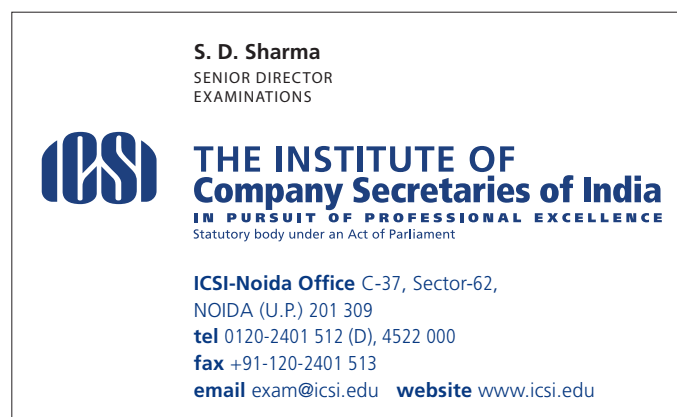 S. D. Sharma
SENIOR DIRECTOR
EXAMINATIONS
ICSI
THE INSTITUTE OF
Company Secretaries of India
IN PURSUIT OF PROFESSIONAL EXCELLENCE
Statutory body under an Act of Parliament
ICSI-Noida Office C-37, Sector-62,
NOIDA (U.P.) 201 309
tel 0120-2401 512 (D), 4522 000
fax +91-120-2401 513
email exam@icsi.edu website www.icsi.edu